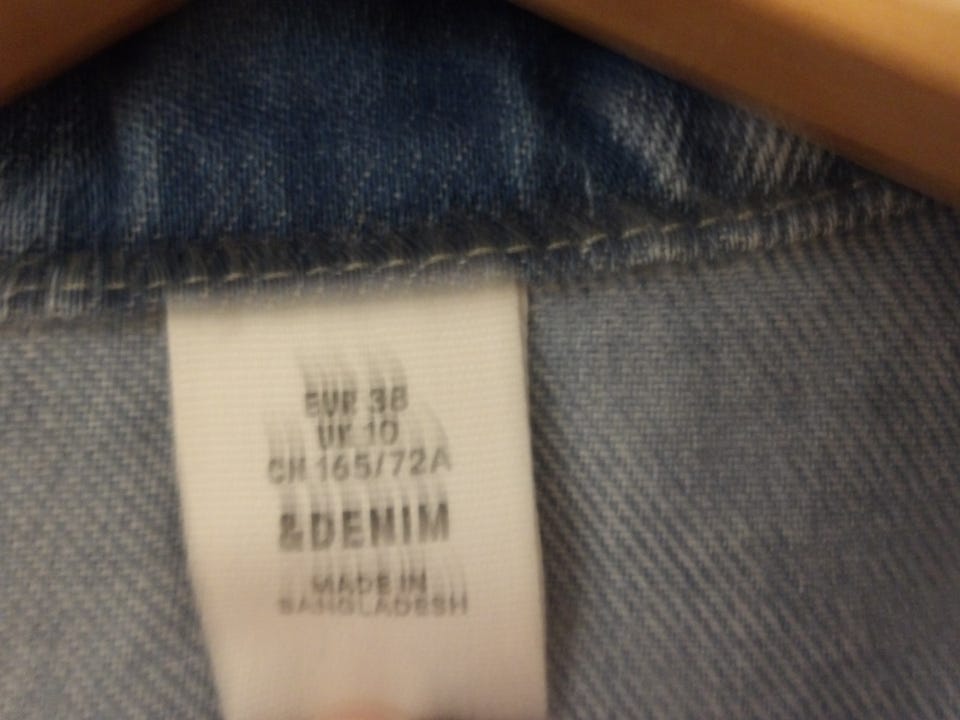 EUR 38
UK 10
CN 165/72A
&DENIM
MADE IN
BANGLADESH